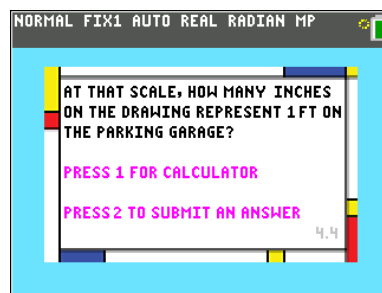 NORMAL FIX1 AUTO REAL RADIAN MP
AT THAT SCALE, HOW MANY INCHES
ON THE DRAWING REPRESENT 1 FT ON
THE PARKING GARAGE?
PRESS 1 FOR CALCULATOR
PRESS 2 TO SUBMIT AN ANSWER
4.4